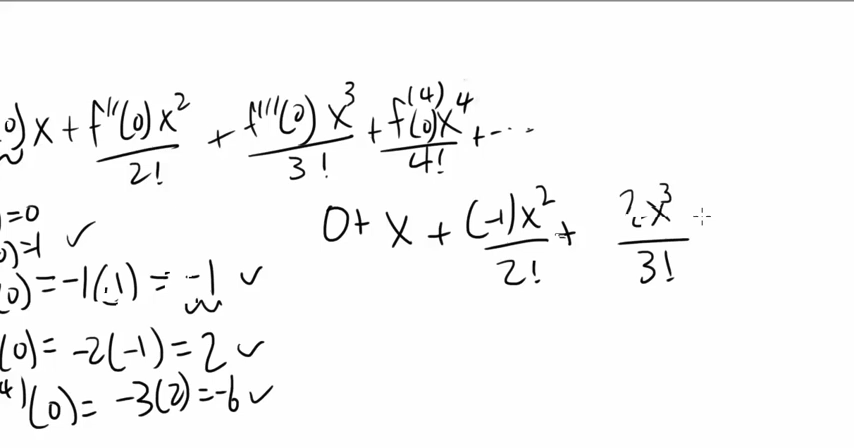 0)x + f''(0)x²/2! + f'''(0)x³/3! + f⁽⁴⁾(0)x⁴/4! + ...
0 + x + (-1)x²/2! + 2x³/3!
)=0
0)=1 ✓
(0) = -1(1) = -1 ✓
(0) = -2(-1) = 2 ✓
4)(0) = -3(2) = -6 ✓